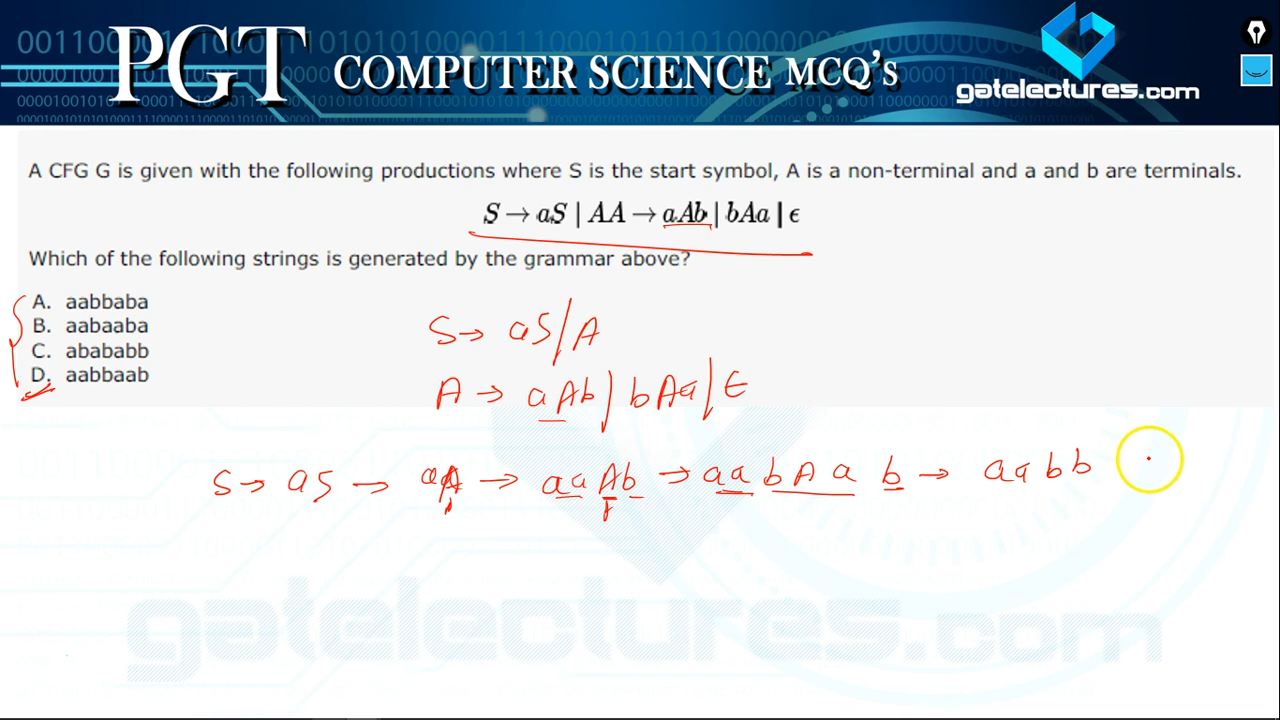 PGT COMPUTER SCIENCE MCQ's
gatelectures.com
A CFG G is given with the following productions where S is the start symbol, A is a non-terminal and a and b are terminals.
S → aS | AA → aAb | bAa | ϵ
Which of the following strings is generated by the grammar above?
A. aabbaba
B. aabaaba
C. abababb
D. aabbaab
S → aS / A
A → aAb / bAa / ϵ
S → aS → aA → aaAb → aabAab → aabb
gatelectures.com